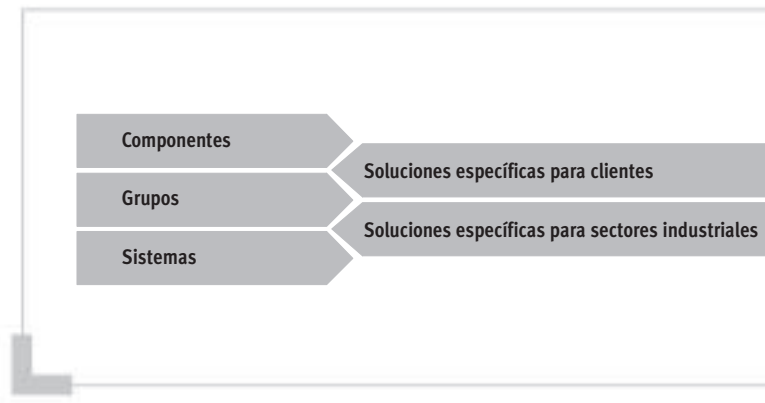 Componentes
Grupos
Sistemas
Soluciones específicas para clientes
Soluciones específicas para sectores industriales